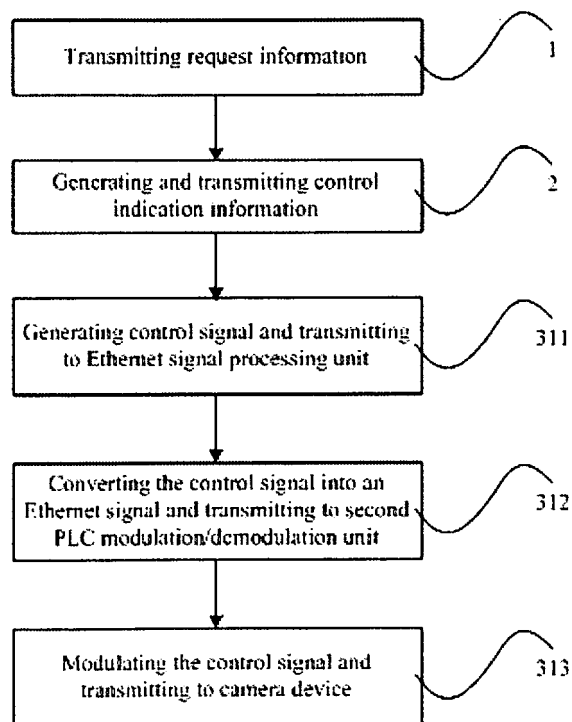 Transmitting request information
1
Generating and transmitting control
indication information
2
Generating control signal and transmitting
to Ethernet signal processing unit
311
Converting the control signal into an
Ethernet signal and transmitting to second
PLC modulation/demodulation unit
312
Modulating the control signal and
transmitting to camera device
313